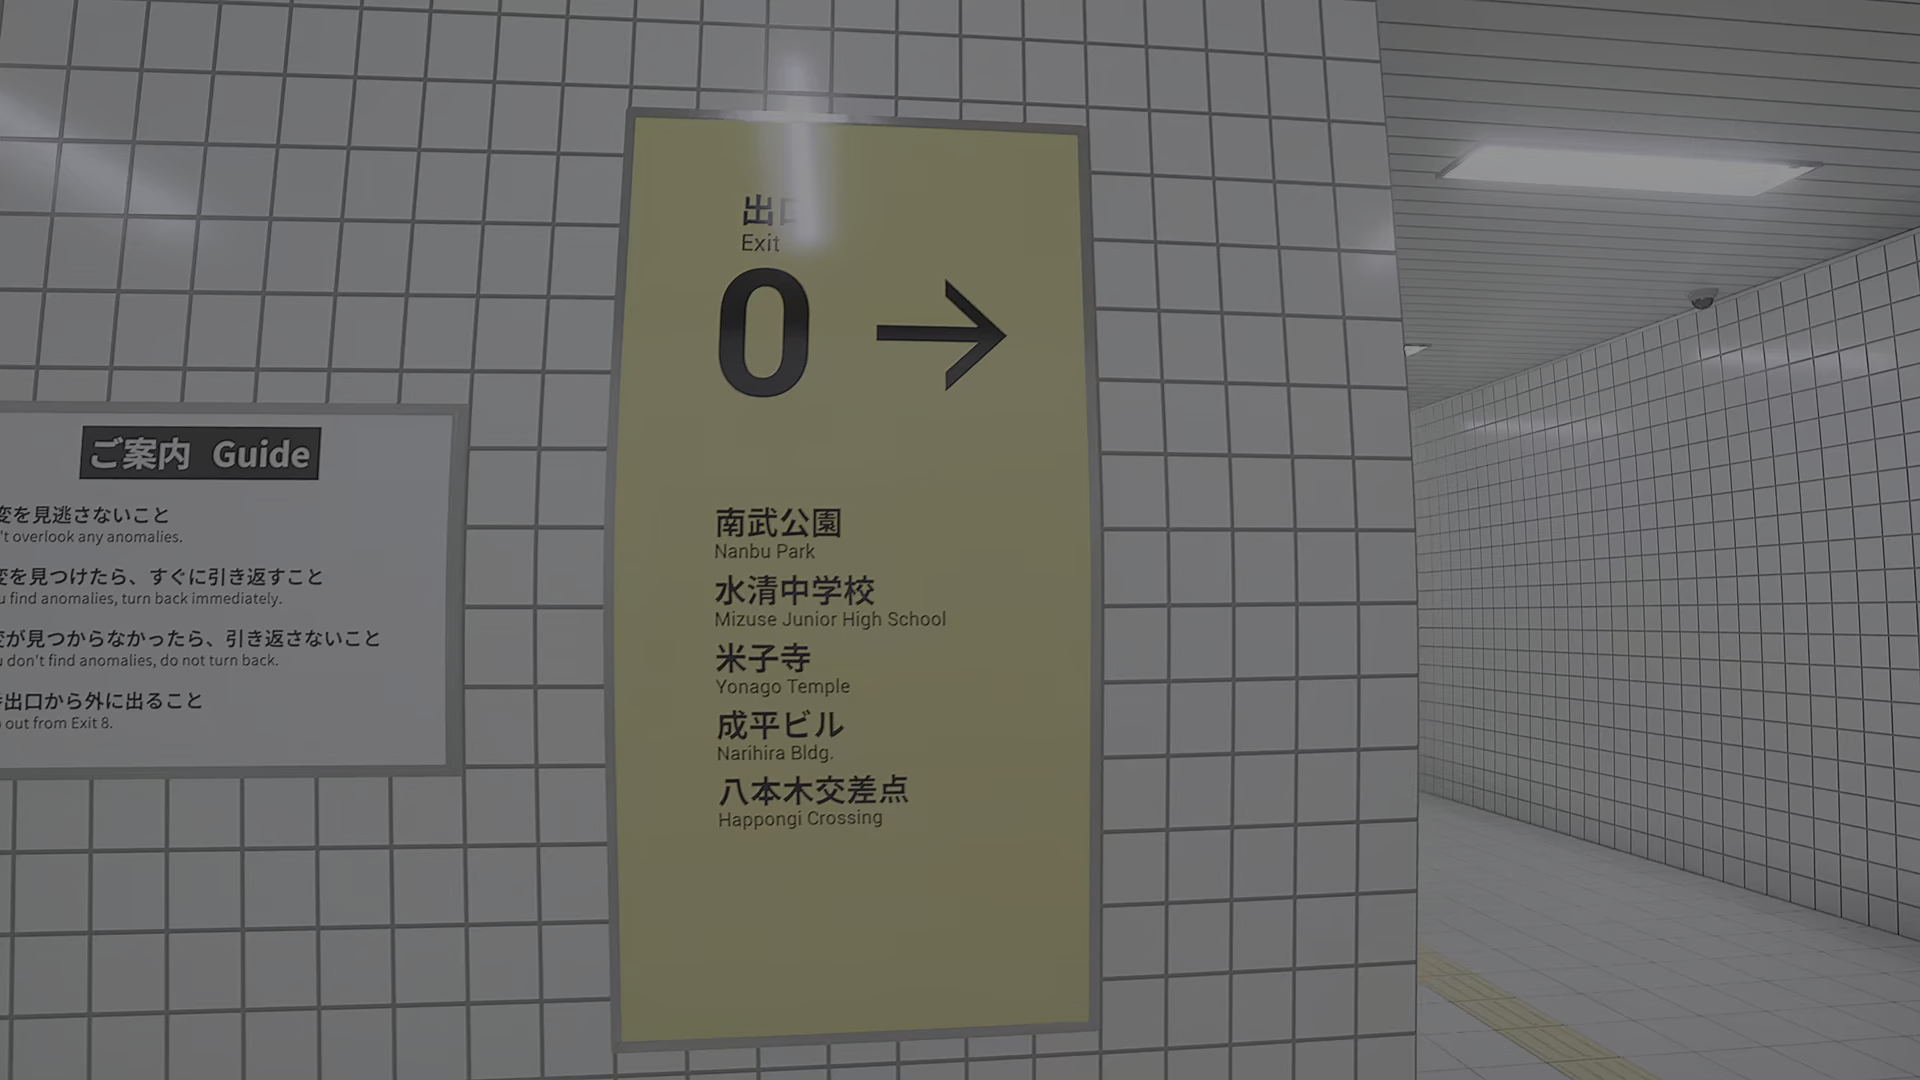 ご案内 Guide
変を見逃さないこと
't overlook any anomalies.
変を見つけたら、すぐに引き返すこと
u find anomalies, turn back immediately.
変が見つからなかったら、引き返さないこと
u don't find anomalies, do not turn back.
出口から外に出ること
out from Exit 8.
出口
Exit
0 →
南武公園
Nanbu Park
水清中学校
Mizuse Junior High School
米子寺
Yonago Temple
成平ビル
Narihira Bldg.
八本木交差点
Happongi Crossing